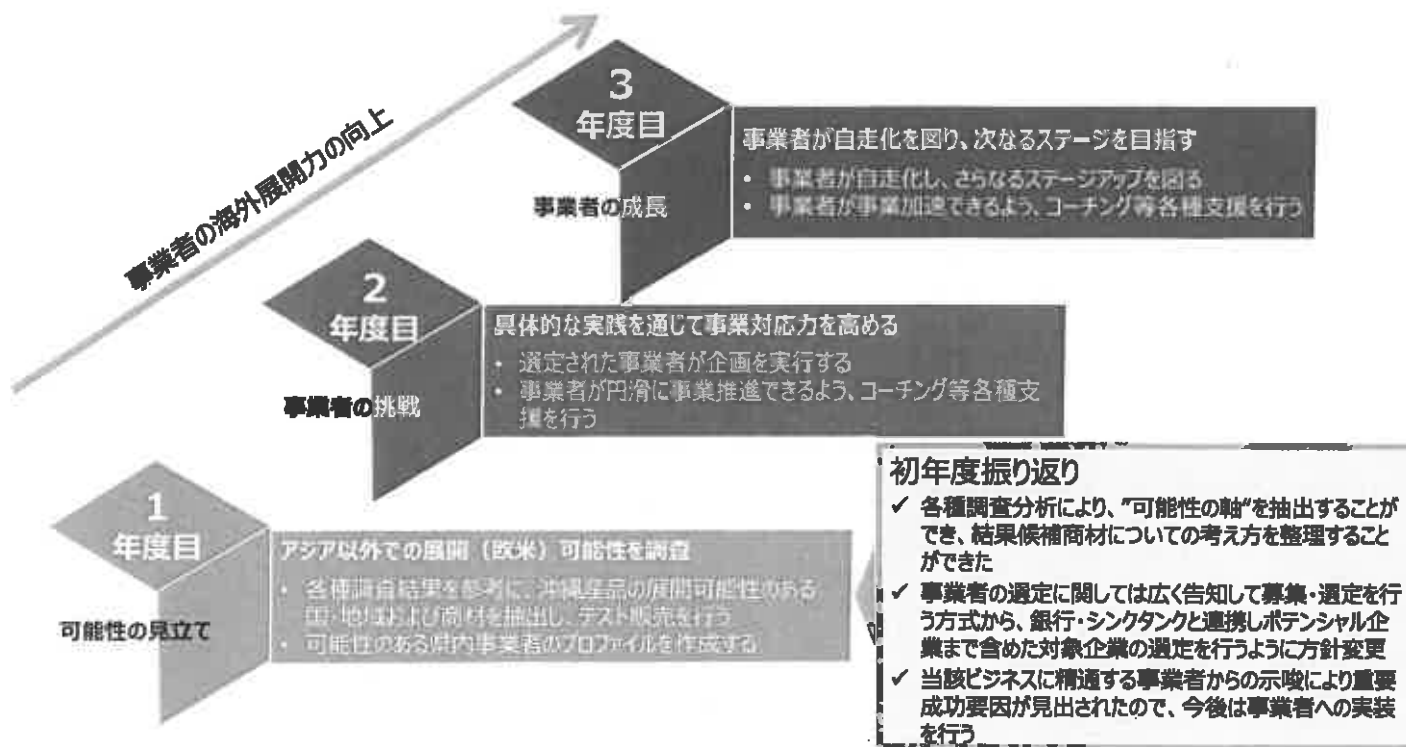 事業者の海外展開力の向上
3
年度目
事業者の成長
事業者が自走化を図り、次なるステージを目指す
• 事業者が自走化し、さらなるステージアップを図る
• 事業者が事業加速できるよう、コーチング等各種支援を行う
2
年度目
事業者の挑戦
具体的な実践を通じて事業対応力を高める
• 選定された事業者が企画を実行する
• 事業者が円滑に事業推進できるよう、コーチング等各種支
援を行う
1
年度目
可能性の見立て
アジア以外での展開（欧米）可能性を調査
• 各種調査結果を参考に、沖縄産品の展開可能性のある
国・地域および商材を抽出し、テスト販売を行う
• 可能性のある県内事業者のプロファイルを作成する
初年度振り返り
✓ 各種調査分析により、”可能性の軸“を抽出することが
でき、結果候補商材についての考え方を整理すること
ができた
✓ 事業者の選定に関しては広く告知して募集・選定を行
う方式から、銀行・シンクタンクと連携しポテンシャル企
業まで含めた対象企業の選定を行うように方針変更
✓ 当該ビジネスに精通する事業者からの示唆により重要
成功要因が見出されたので、今後は事業者への実装
を行う